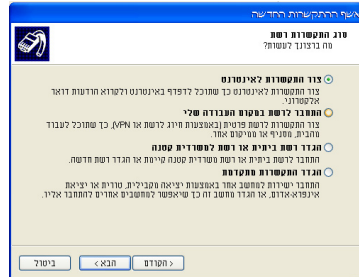 אשף ההתקשרות החדשה
סוג התקשרות רשת
מה ברצונך לעשות?
צור התקשרות לאינטרנט
צור התקשרות לאינטרנט כך שתוכל לדפדף באינטרנט ולקרוא הודעות דואר
אלקטרוני.
התחבר לרשת במקום העבודה שלי
צור התקשרות לרשת פרטית (באמצעות חיוג לרשת או VPN), כך שתוכל לעבוד
מהבית, מסניף או ממיקום אחר.
הגדר רשת ביתית או רשת למשרדית קטנה
התחבר לרשת ביתית או רשת משרדית קטנה קיימת או הגדר רשת חדשה.
הגדר התקשרות מתקדמת
התחבר ישירות למחשב אחר באמצעות יציאה מקבילית, טורית או יציאת
אינפרא-אדום, או הגדר מחשב זה כך שיאפשר למחשבים אחרים להתחבר אליו.
< הקודם
הבא >
ביטול